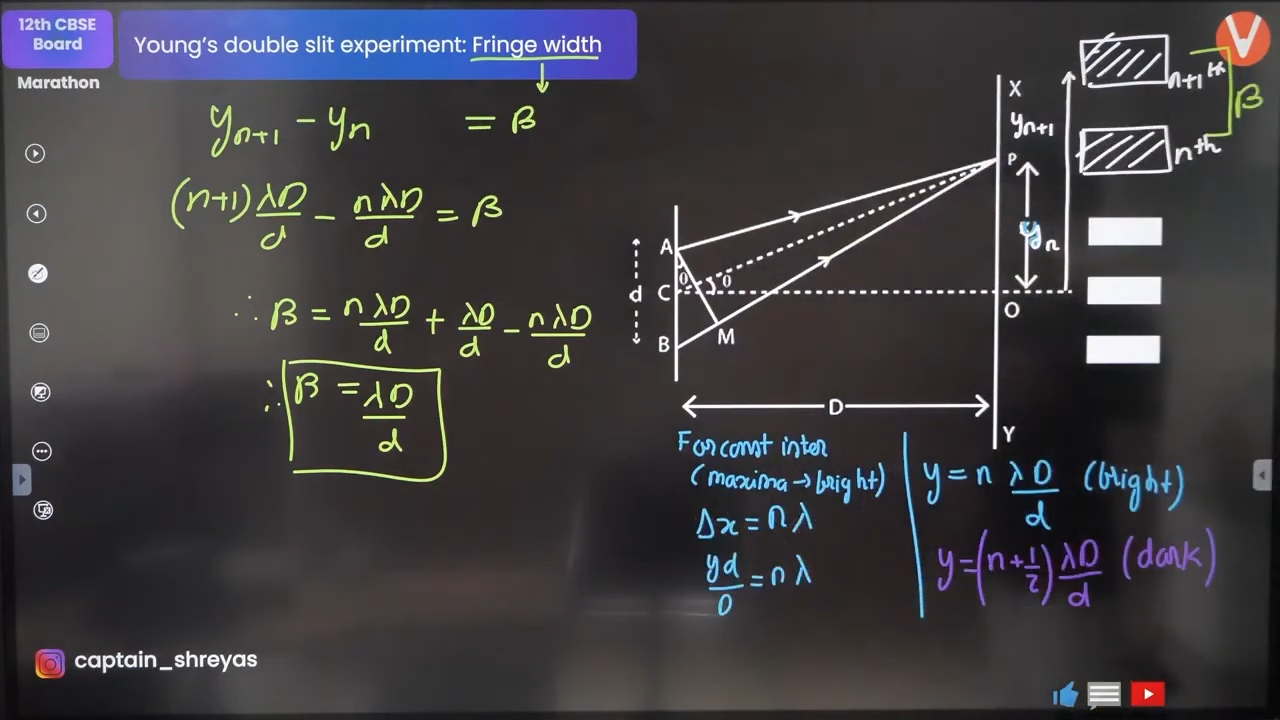 12th CBSE
Board
Marathon
Young's double slit experiment: Fringe width
yn+1 - yn = β
(n+1) λD/d - nλD/d = β
∴ β = nλD/d + λD/d - nλD/d
∴ β = λD/d
captain_shreyas
X
yn+1
P
yn
A
θ
θ
d
C
O
B
M
D
Y
n+1th
nth
β
For const inter
(maxima → bright)
Δx = nλ
yd/D = nλ
y = n λD/d (bright)
y = (n + 1/2) λD/d (dark)